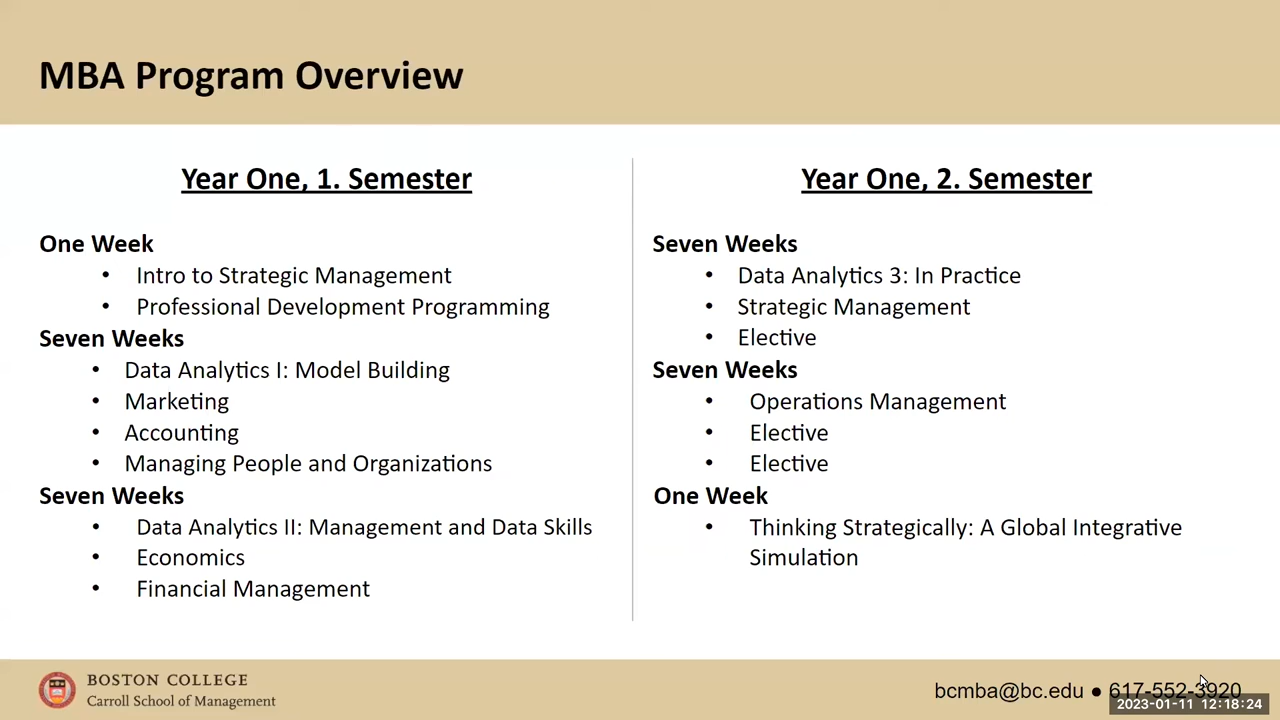 MBA Program Overview
Year One, 1. Semester
One Week
• Intro to Strategic Management
• Professional Development Programming
Seven Weeks
• Data Analytics I: Model Building
• Marketing
• Accounting
• Managing People and Organizations
Seven Weeks
• Data Analytics II: Management and Data Skills
• Economics
• Financial Management
Year One, 2. Semester
Seven Weeks
• Data Analytics 3: In Practice
• Strategic Management
• Elective
Seven Weeks
• Operations Management
• Elective
• Elective
One Week
• Thinking Strategically: A Global Integrative
Simulation
BOSTON COLLEGE
Carroll School of Management
bcmba@bc.edu ● 617-552-3920
2023-01-11 12:18:24